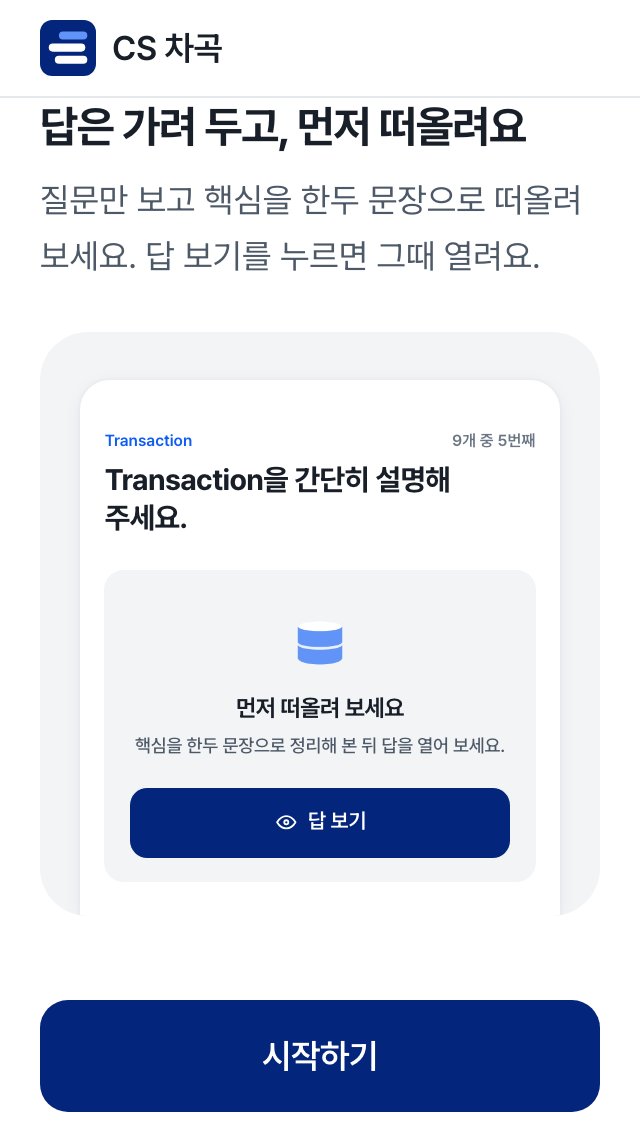 CS 차곡
답은 가려 두고, 먼저 떠올려요
질문만 보고 핵심을 한두 문장으로 떠올려
보세요. 답 보기를 누르면 그때 열려요.
Transaction
9개 중 5번째
Transaction을 간단히 설명해
주세요.
먼저 떠올려 보세요
핵심을 한두 문장으로 정리해 본 뒤 답을 열어 보세요.
답 보기
시작하기